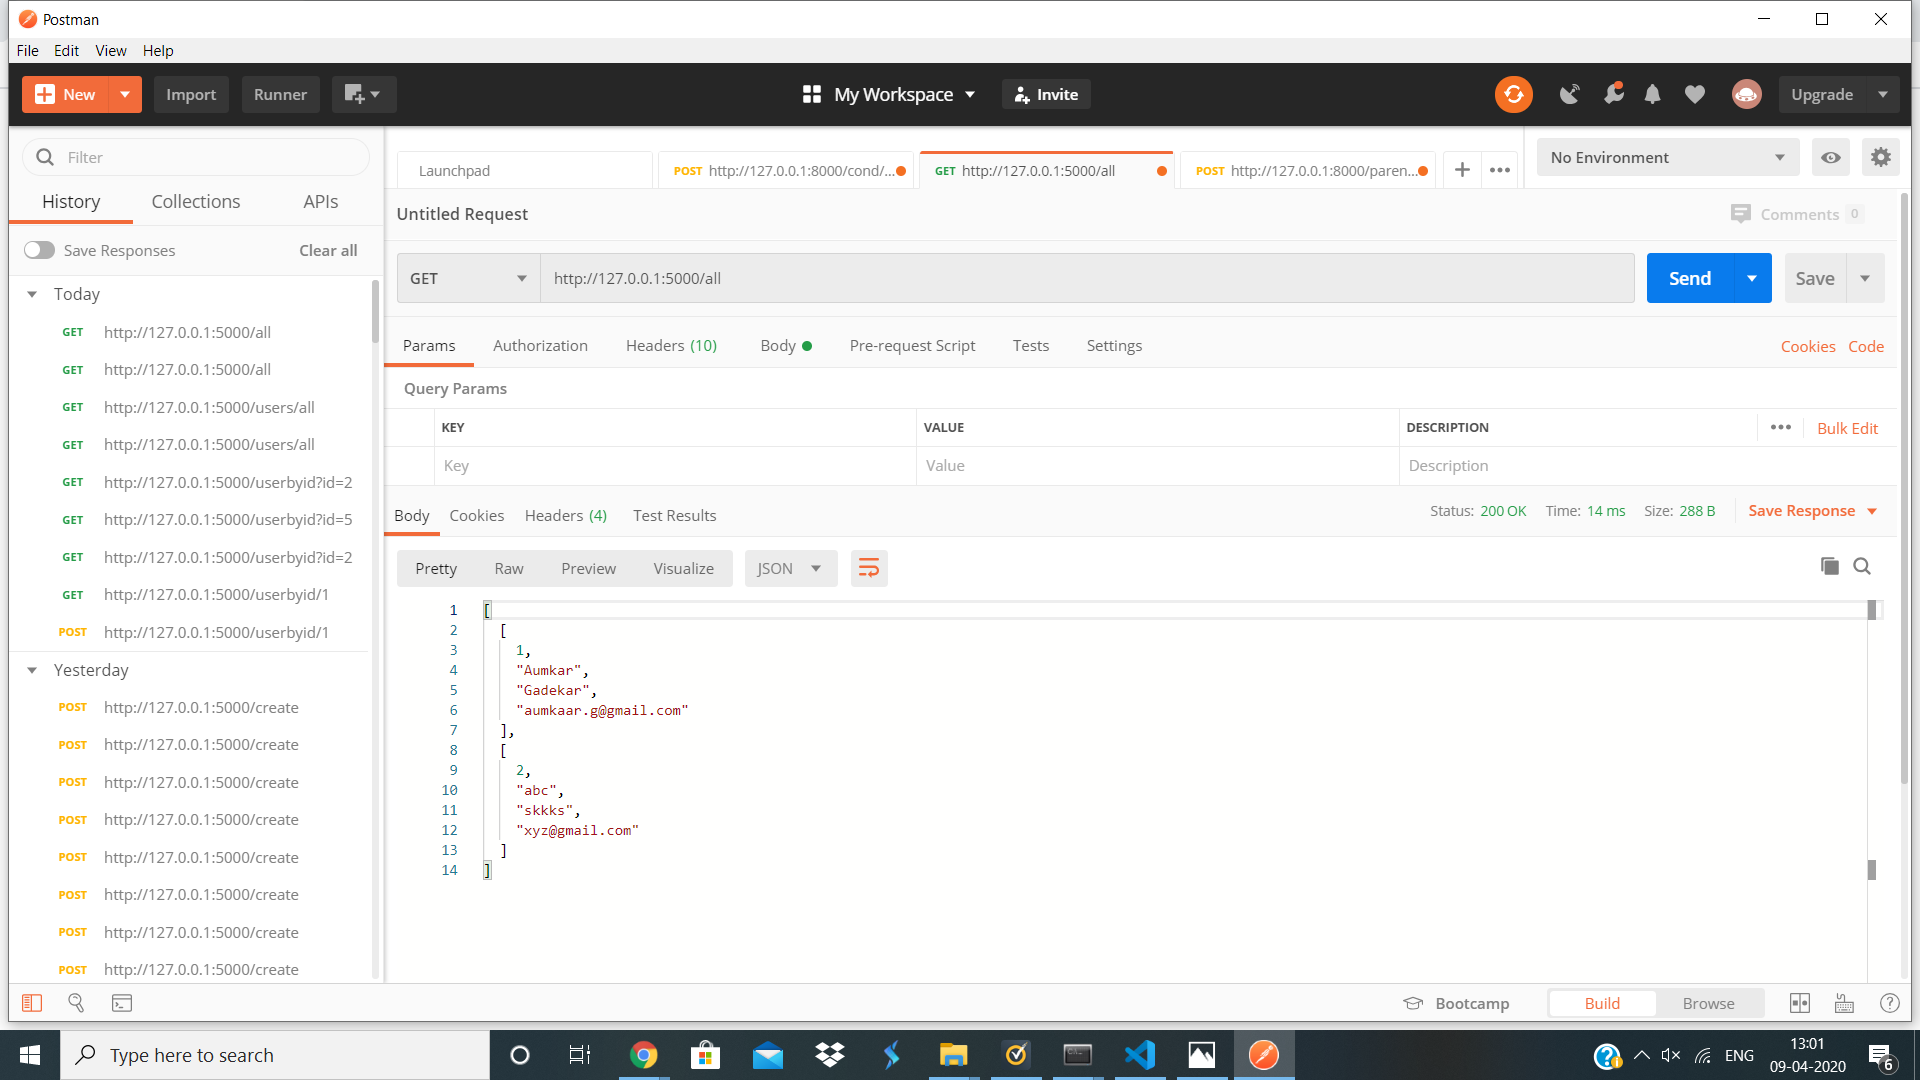 Postman
File Edit View Help
New Import Runner My Workspace Invite Upgrade
Filter
History Collections APIs
Save Responses Clear all
Today
GET http://127.0.0.1:5000/all
GET http://127.0.0.1:5000/all
GET http://127.0.0.1:5000/users/all
GET http://127.0.0.1:5000/users/all
GET http://127.0.0.1:5000/userbyid?id=2
GET http://127.0.0.1:5000/userbyid?id=5
GET http://127.0.0.1:5000/userbyid?id=2
GET http://127.0.0.1:5000/userbyid/1
POST http://127.0.0.1:5000/userbyid/1
Yesterday
POST http://127.0.0.1:5000/create
POST http://127.0.0.1:5000/create
POST http://127.0.0.1:5000/create
POST http://127.0.0.1:5000/create
POST http://127.0.0.1:5000/create
POST http://127.0.0.1:5000/create
POST http://127.0.0.1:5000/create
POST http://127.0.0.1:5000/create
Launchpad POST http://127.0.0.1:8000/cond/... GET http://127.0.0.1:5000/all POST http://127.0.0.1:8000/paren... + ••• No Environment
Untitled Request Comments 0
GET http://127.0.0.1:5000/all Send Save
Params Authorization Headers (10) Body Pre-request Script Tests Settings Cookies Code
Query Params
KEY VALUE DESCRIPTION ••• Bulk Edit
Key Value Description
Body Cookies Headers (4) Test Results Status: 200 OK Time: 14 ms Size: 288 B Save Response
Pretty Raw Preview Visualize JSON
1 [
2 [
3 1,
4 "Aumkar",
5 "Gadekar",
6 "aumkaar.g@gmail.com"
7 ],
8 [
9 2,
10 "abc",
11 "skkks",
12 "xyz@gmail.com"
13 ]
14 ]
Bootcamp Build Browse
Type here to search ENG 13:01
09-04-2020 6